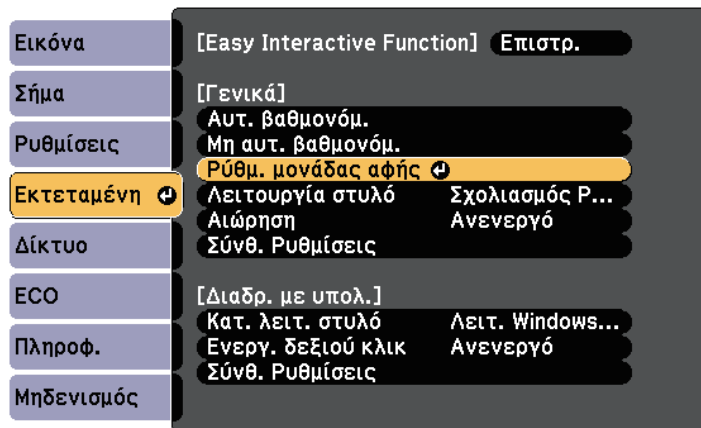 Εικόνα
Σήμα
Ρυθμίσεις
Εκτεταμένη
Δίκτυο
ECO
Πληροφ.
Μηδενισμός
[Easy Interactive Function] Επιστρ.
[Γενικά]
Αυτ. βαθμονόμ.
Μη αυτ. βαθμονόμ.
Ρύθμ. μονάδας αφής
Λειτουργία στυλό Σχολιασμός P...
Αιώρηση Ανενεργό
Σύνθ. Ρυθμίσεις
[Διαδρ. με υπολ.]
Κατ. λειτ. στυλό Λειτ. Windows...
Ενεργ. δεξιού κλικ Ανενεργό
Σύνθ. Ρυθμίσεις